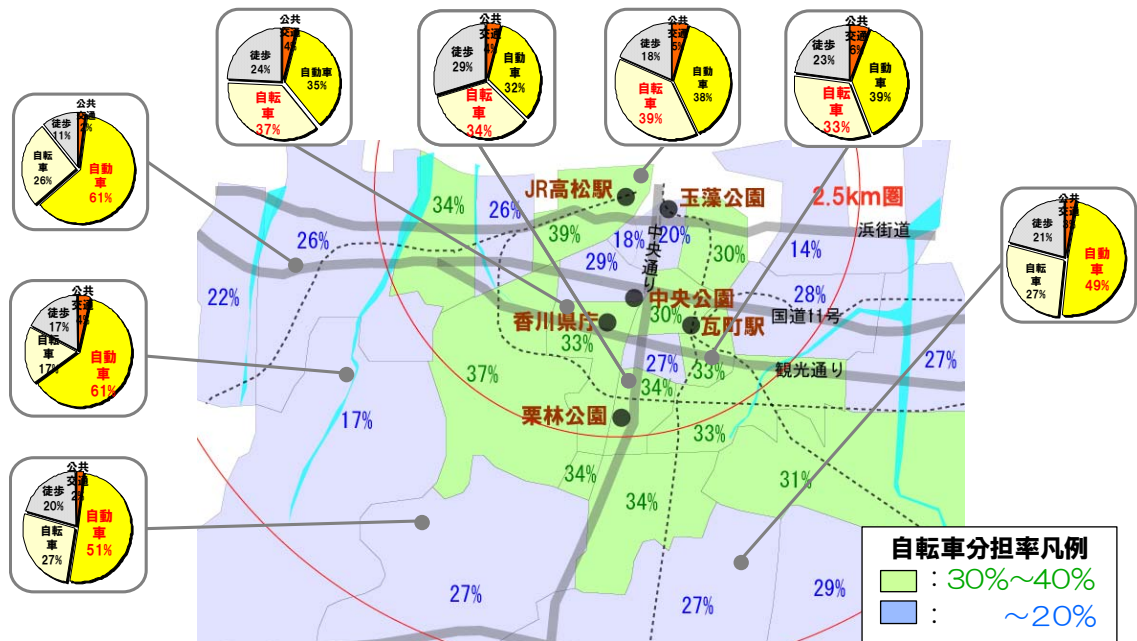 公共
交通
4%
自動車
35%
自転
車
37%
徒歩
24%
公共
交通
4%
自動車
32%
自転
車
34%
徒歩
29%
公共
交通
5%
自動
車
38%
自転
車
39%
徒歩
18%
公共
交通
6%
自動
車
39%
自転
車
33%
徒歩
23%
公共
交通
2%
自動
車
61%
自転
車
26%
徒歩
11%
公共
交通
4%
自動
車
61%
自転
車
17%
徒歩
17%
公共
交通
2%
自動
車
51%
自転
車
27%
徒歩
20%
公共
交通
3%
自動
車
49%
自転
車
27%
徒歩
21%
JR高松駅
玉藻公園
2.5km圏
浜街道
中央通り
34%
26%
39%
18%
20%
30%
14%
26%
29%
22%
28%
中央公園
国道11号
香川県庁
30%
瓦町駅
33%
27%
33%
27%
観光通り
37%
34%
17%
栗林公園
33%
34%
31%
34%
27%
27%
29%
自転車分担率凡例
：30%～40%
： ～20%